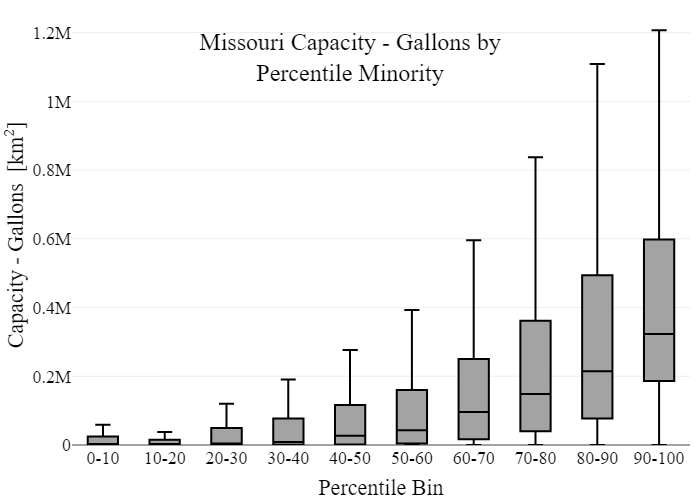 Missouri Capacity - Gallons by
Percentile Minority
Capacity - Gallons [km²]
1.2M
1M
0.8M
0.6M
0.4M
0.2M
0
0-10 10-20 20-30 30-40 40-50 50-60 60-70 70-80 80-90 90-100
Percentile Bin